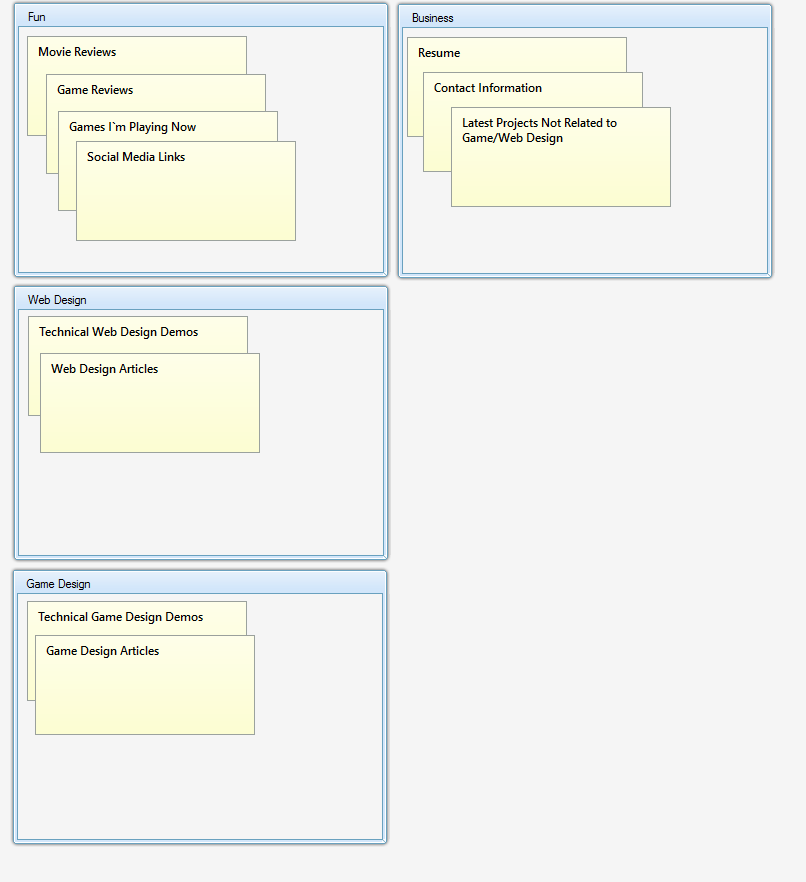 Fun
Movie Reviews
Game Reviews
Games I`m Playing Now
Social Media Links
Business
Resume
Contact Information
Latest Projects Not Related to
Game/Web Design
Web Design
Technical Web Design Demos
Web Design Articles
Game Design
Technical Game Design Demos
Game Design Articles